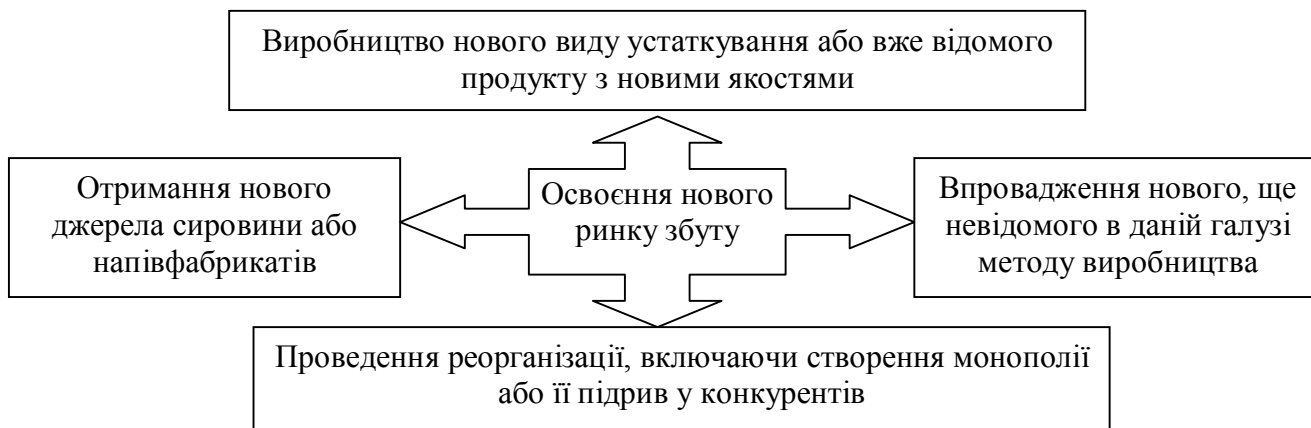 Виробництво нового виду устаткування або вже відомого
продукту з новими якостями
Отримання нового
джерела сировини або
напівфабрикатів
Освоєння нового
ринку збуту
Впровадження нового, ще
невідомого в даній галузі
методу виробництва
Проведення реорганізації, включаючи створення монополії
або її підрив у конкурентів